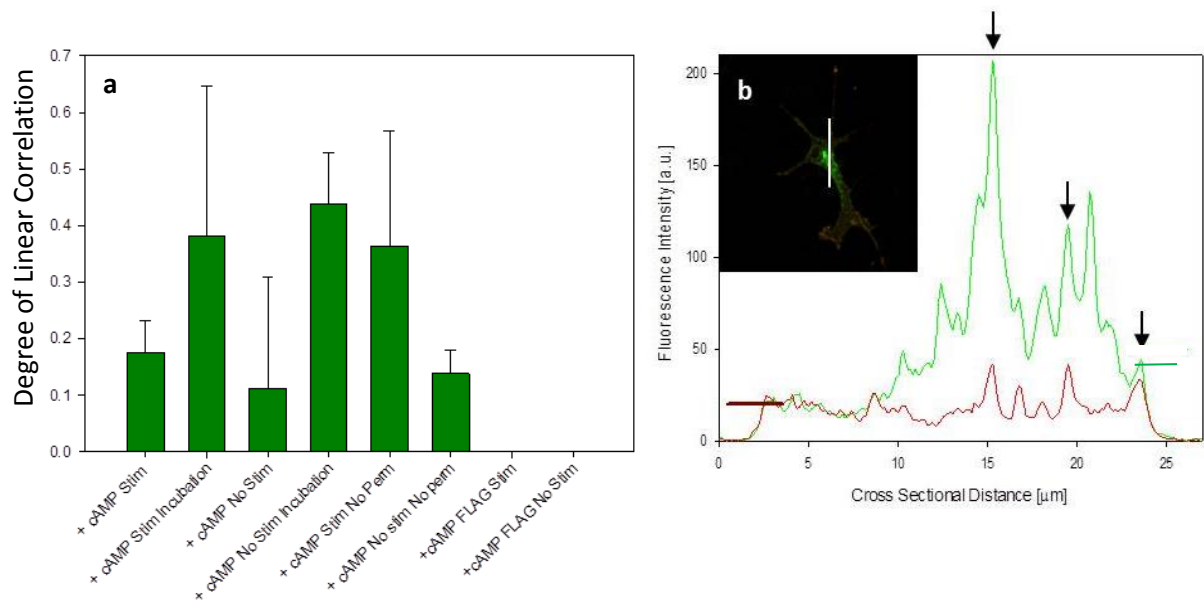 Degree of Linear Correlation
0.7
0.6
0.5
0.4
0.3
0.2
0.1
0.0
a
+ cAMP Stim
+ cAMP Stim Incubation
+ cAMP No Stim
+ cAMP No Stim Incubation
+ cAMP Stim No Perm
+ cAMP No stim No perm
+cAMP FLAG Stim
+cAMP FLAG No Stim
Fluorescence Intensity [a.u.]
200
150
100
50
0
b
0
5
10
15
20
25
Cross Sectional Distance [μm]